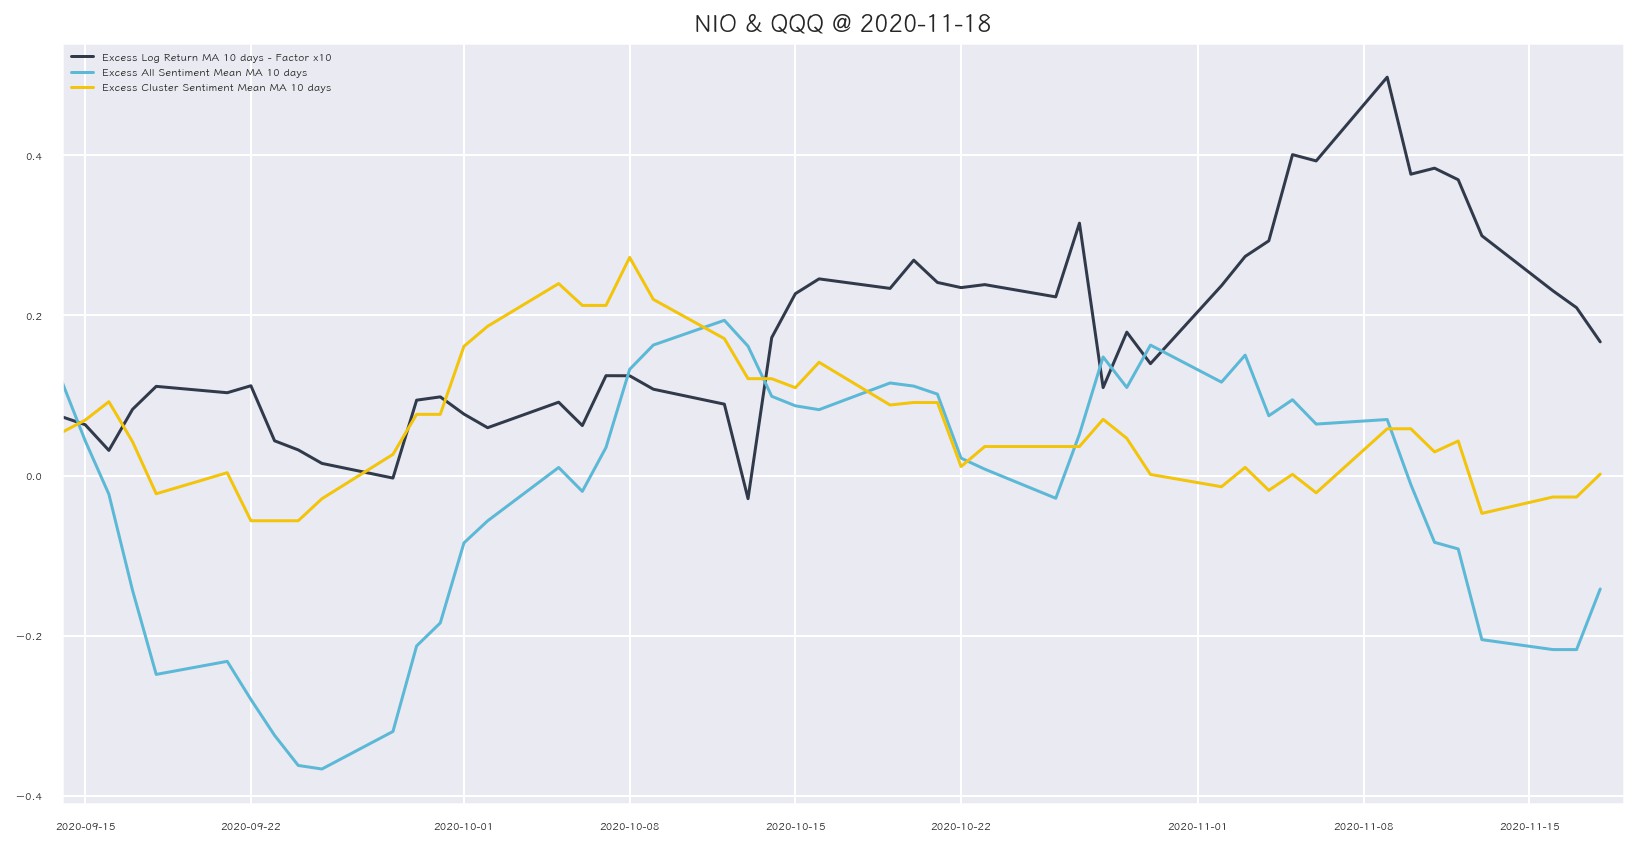 NIO & QQQ @ 2020-11-18
Excess Log Return MA 10 days - Factor x10
Excess All Sentiment Mean MA 10 days
Excess Cluster Sentiment Mean MA 10 days
0.4
0.2
0.0
−0.2
−0.4
2020-09-15 2020-09-22 2020-10-01 2020-10-08 2020-10-15 2020-10-22 2020-11-01 2020-11-08 2020-11-15